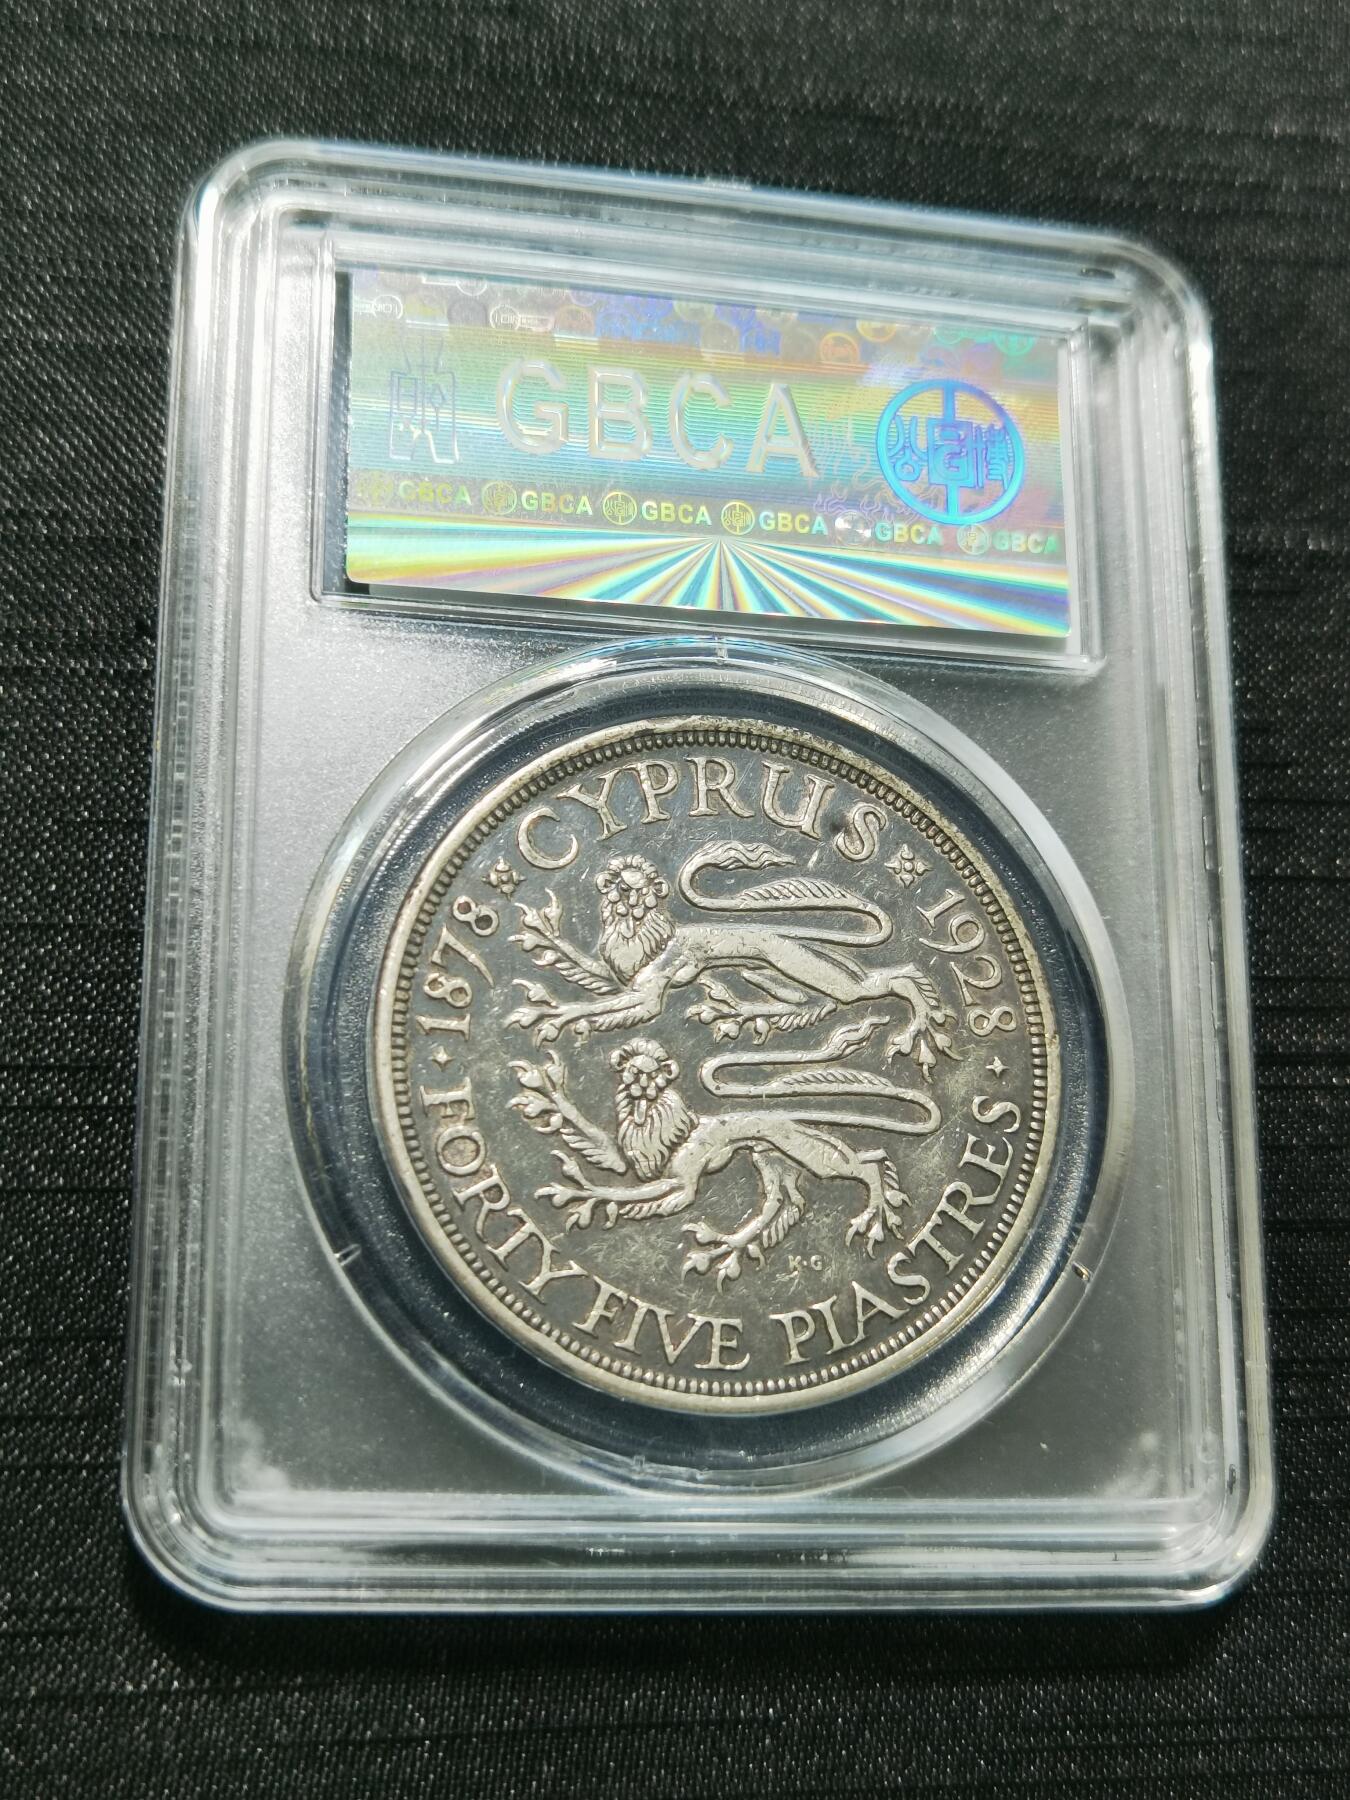 GBCA
GBCA GBCA GBCA GBCA GBCA GBCA
CYPRUS
1878
1928
FORTY FIVE PIASTRES
K·G